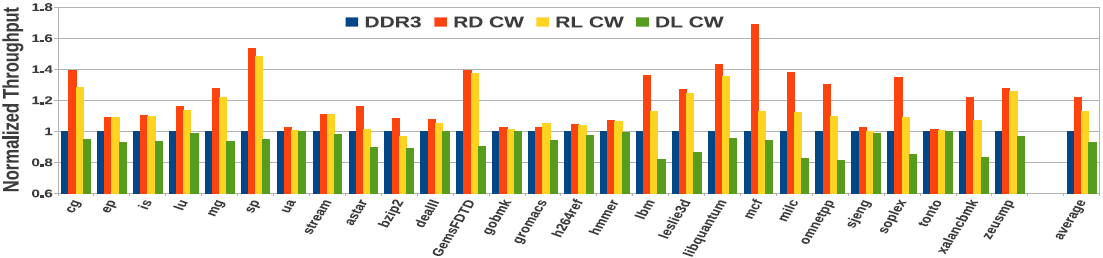 Normalized Throughput
1.8
1.6
1.4
1.2
1
0.8
0.6
DDR3 RD CW RL CW DL CW
cg ep is lu mg sp ua stream astar bzip2 dealII GemsFDTD gobmk gromacs h264ref hmmer lbm leslie3d libquantum mcf milc omnetpp sjeng soplex tonto xalancbmk zeusmp average